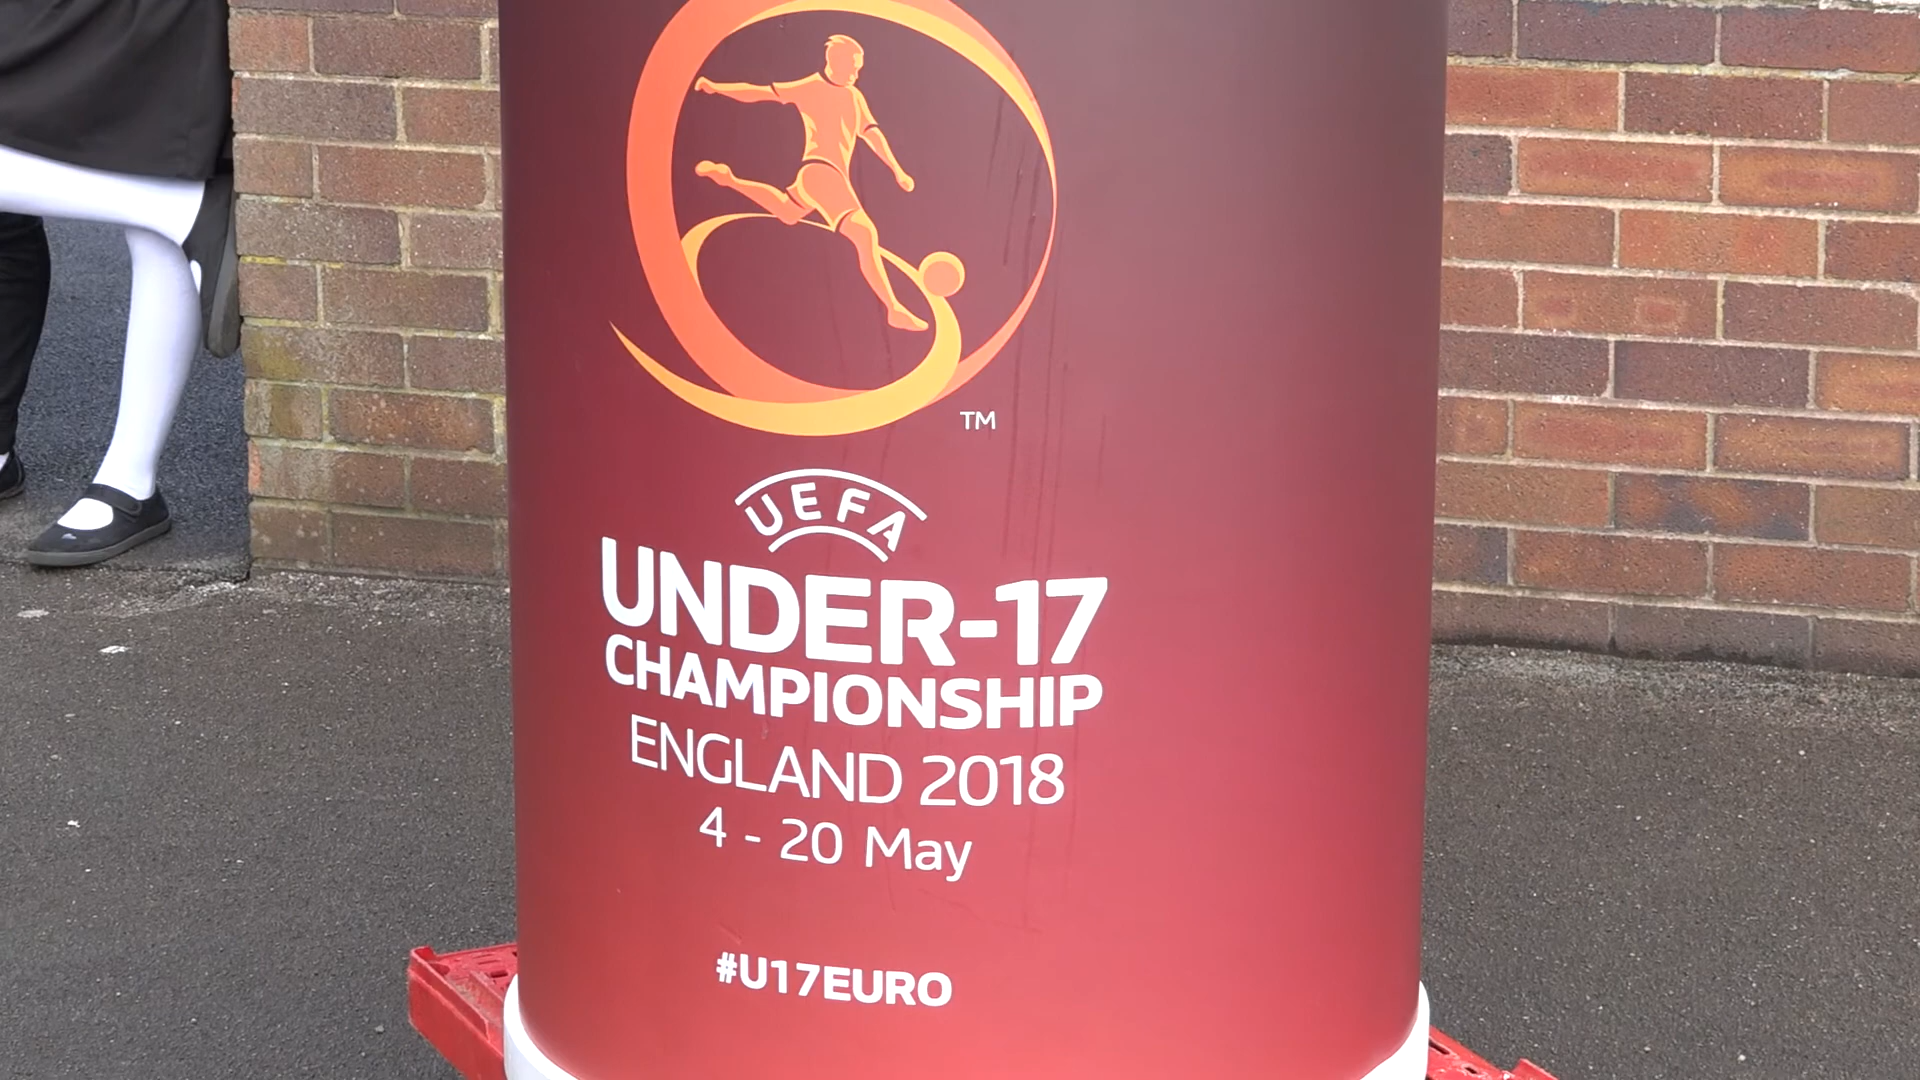 TM
UEFA
UNDER-17
CHAMPIONSHIP
ENGLAND 2018
4 - 20 May
#U17EURO